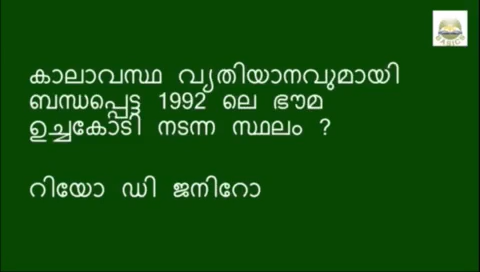 കാലാവസ്ഥ വ്യതിയാനവുമായി
ബന്ധപ്പെട്ട 1992 ലെ ഭൗമ
ഉച്ചകോടി നടന്ന സ്ഥലം ?
റിയോ ഡി ജനിറോ